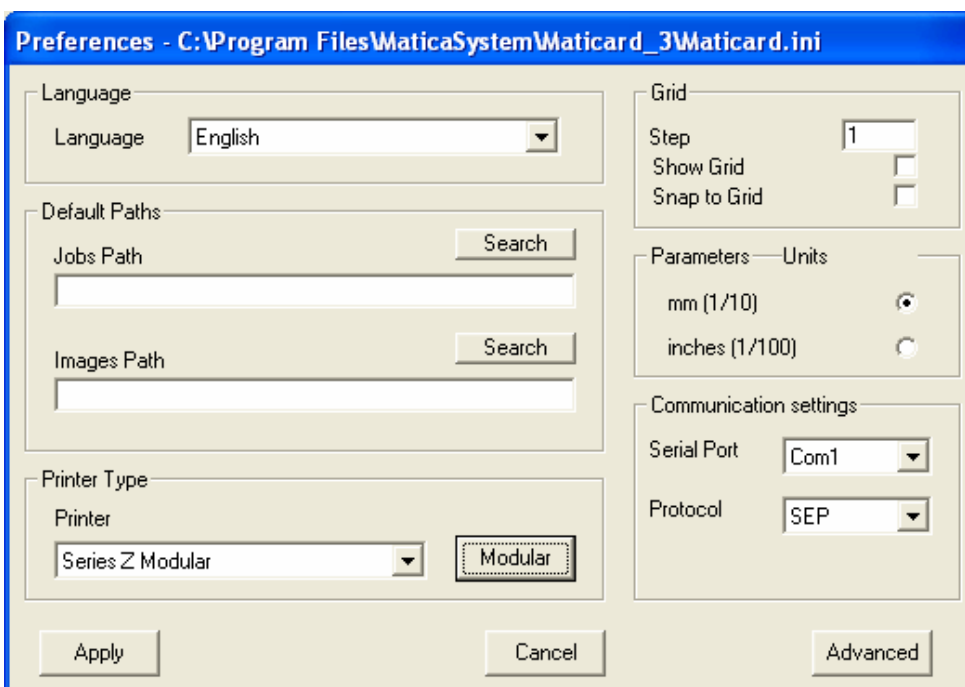 Preferences - C:\Program Files\MaticaSystem\Maticard_3\Maticard.ini
Language
Language English
Default Paths
Jobs Path Search
Images Path Search
Printer Type
Printer
Series Z Modular Modular
Grid
Step 1
Show Grid
Snap to Grid
Parameters Units
mm (1/10)
inches (1/100)
Communication settings
Serial Port Com1
Protocol SEP
Apply Cancel Advanced